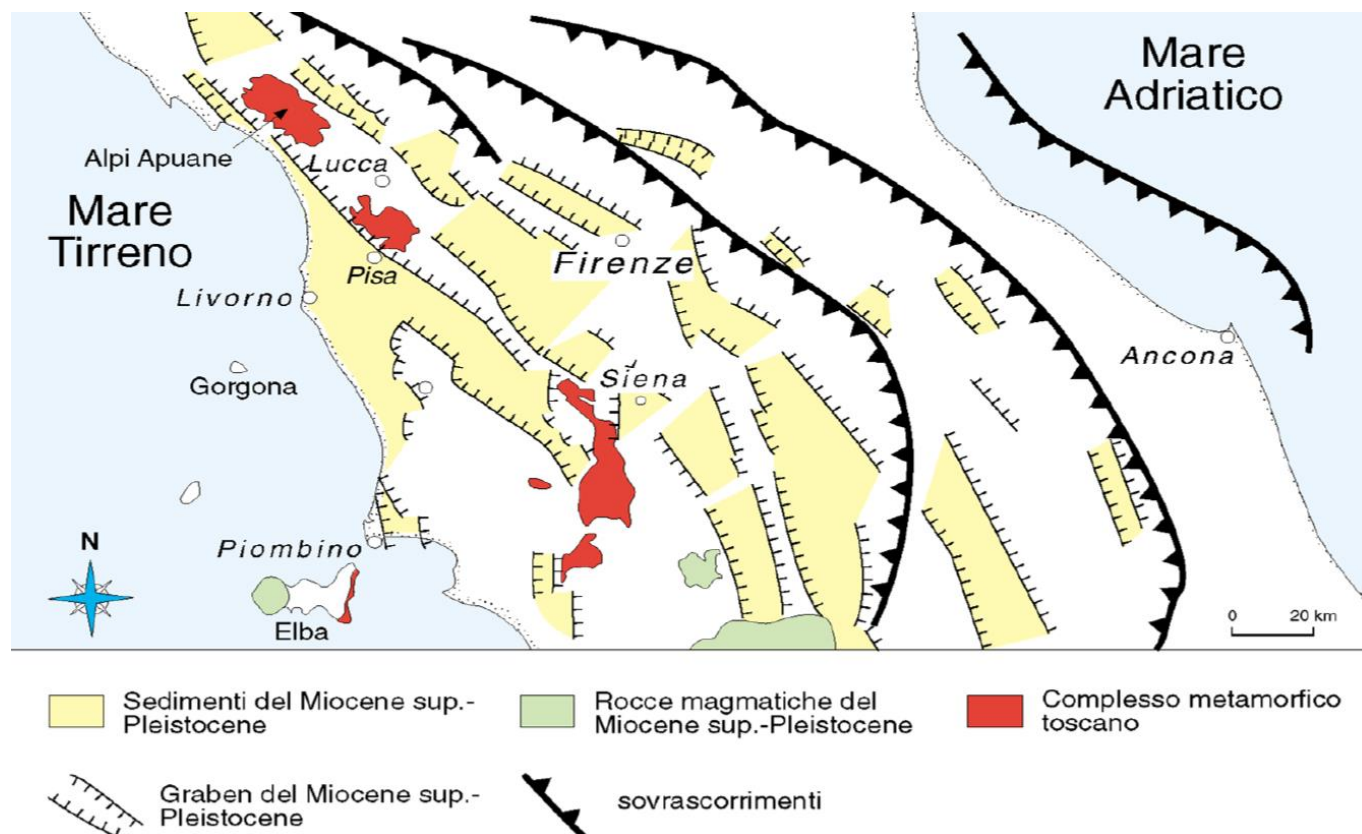 Mare
Adriatico
Alpi Apuane
Lucca
Mare
Tirreno
Firenze
Pisa
Livorno
Ancona
Siena
Gorgona
N
Piombino
0 20 km
Elba
Sedimenti del Miocene sup.-
Pleistocene
Rocce magmatiche del
Miocene sup.-Pleistocene
Complesso metamorfico
toscano
Graben del Miocene sup.-
Pleistocene
sovrascorrimenti